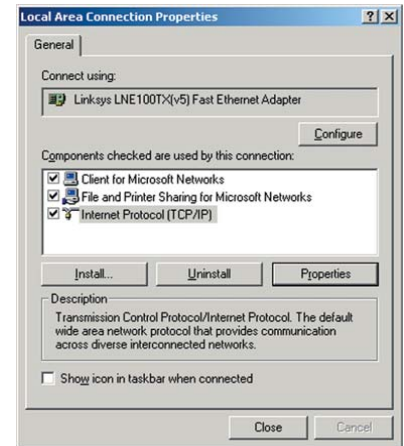 Local Area Connection Properties
General
Connect using:
Linksys LNE100TX(v5) Fast Ethernet Adapter
Configure
Components checked are used by this connection:
Client for Microsoft Networks
File and Printer Sharing for Microsoft Networks
Internet Protocol (TCP/IP)
Install... Uninstall Properties
Description
Transmission Control Protocol/Internet Protocol. The default
wide area network protocol that provides communication
across diverse interconnected networks.
Show icon in taskbar when connected
Close Cancel